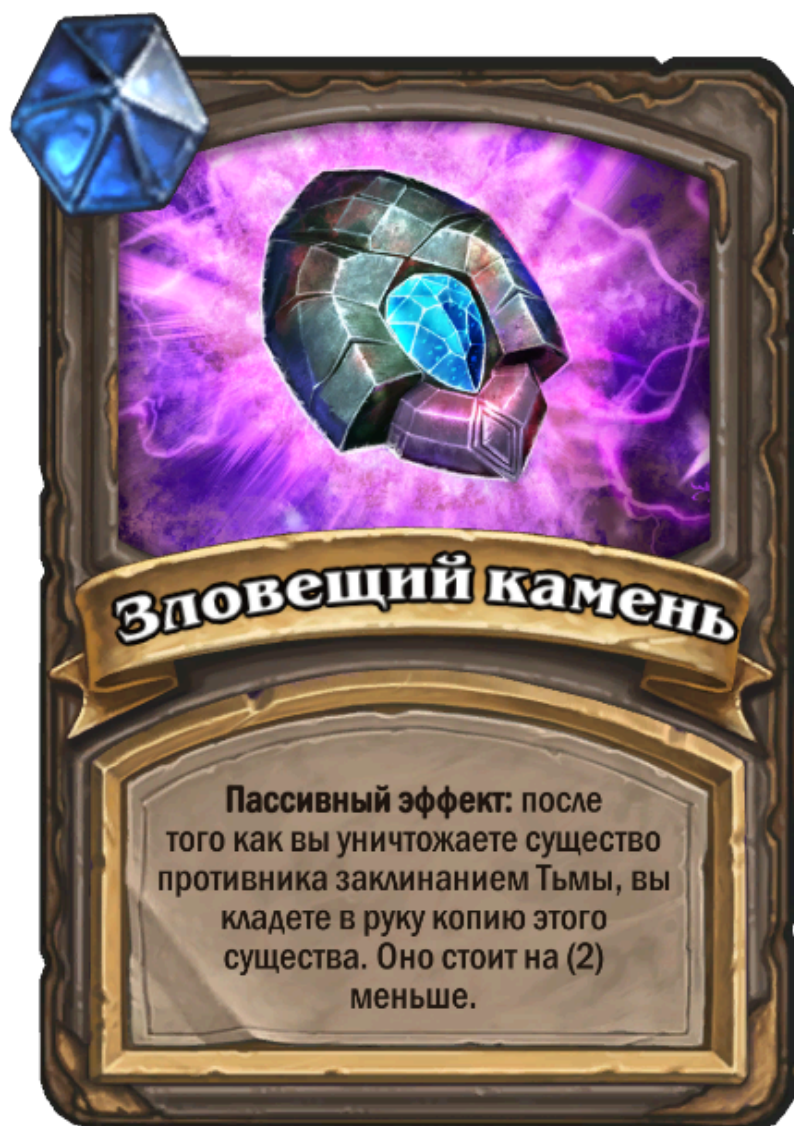 Зловещий камень
Пассивный эффект: после
того как вы уничтожаете существо
противника заклинанием Тьмы, вы
кладете в руку копию этого
существа. Оно стоит на (2)
меньше.